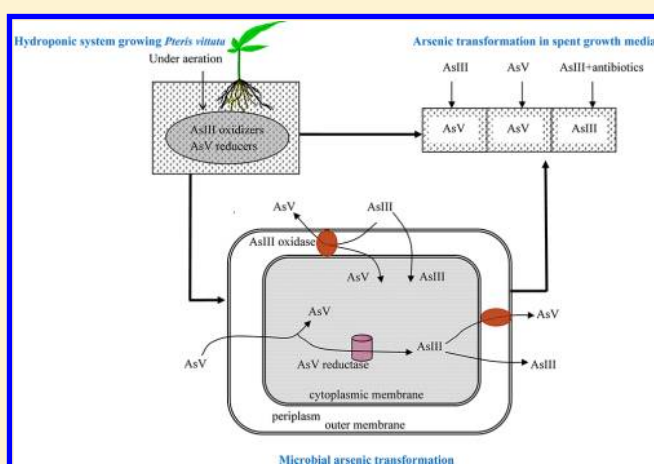 Hydroponic system growing Pteris vittata
Arsenic transformation in spent growth media
Under aeration
AsIII
AsV
AsIII+antibiotics
AsIII oxidizers
AsV reducers
AsV
AsV
AsIII
AsV
AsIII
AsIII oxidase
AsV
AsIII
AsV
AsV
AsV
AsV reductase
AsIII
AsIII
cytoplasmic membrane
periplasm
outer membrane
Microbial arsenic transformation